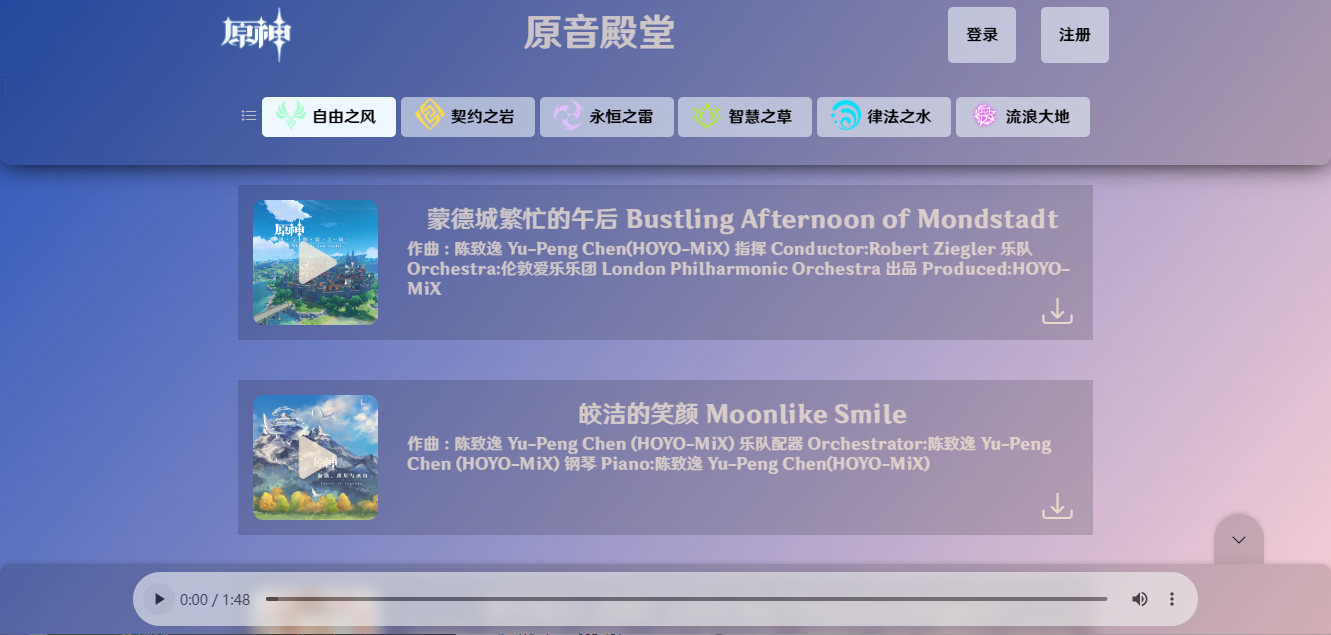 原神
原音殿堂
登录
注册
自由之风
契约之岩
永恒之雷
智慧之草
律法之水
流浪大地
原神
蒙德城繁忙的午后 Bustling Afternoon of Mondstadt
作曲：陈致逸 Yu-Peng Chen(HOYO-MiX) 指挥 Conductor:Robert Ziegler 乐队
Orchestra:伦敦爱乐乐团 London Philharmonic Orchestra 出品 Produced:HOYO-
MiX
皎洁的笑颜 Moonlike Smile
作曲：陈致逸 Yu-Peng Chen (HOYO-MiX) 乐队配器 Orchestrator:陈致逸 Yu-Peng
Chen (HOYO-MiX) 钢琴 Piano:陈致逸 Yu-Peng Chen(HOYO-MiX)
原神
0:00 / 1:48